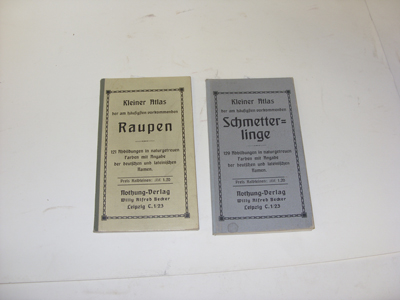 Kleiner Atlas
der am häufigsten vorkommenden
Raupen
Abbildungen in naturgetreuen
Farben mit Angabe
der deutschen und lateinischen
Namen.
Preis: Goldkisten
Nothung-Verlag
Willy Alfred Becker
Leipzig C. 1/23
Kleiner Atlas
der am häufigsten vorkommenden
Schmetter=
linge
Abbildungen in naturgetreuen
Farben mit Angabe
der deutschen und lateinischen
Namen.
Nothung-Verlag
Willy Alfred Becker
Leipzig C. 1/23